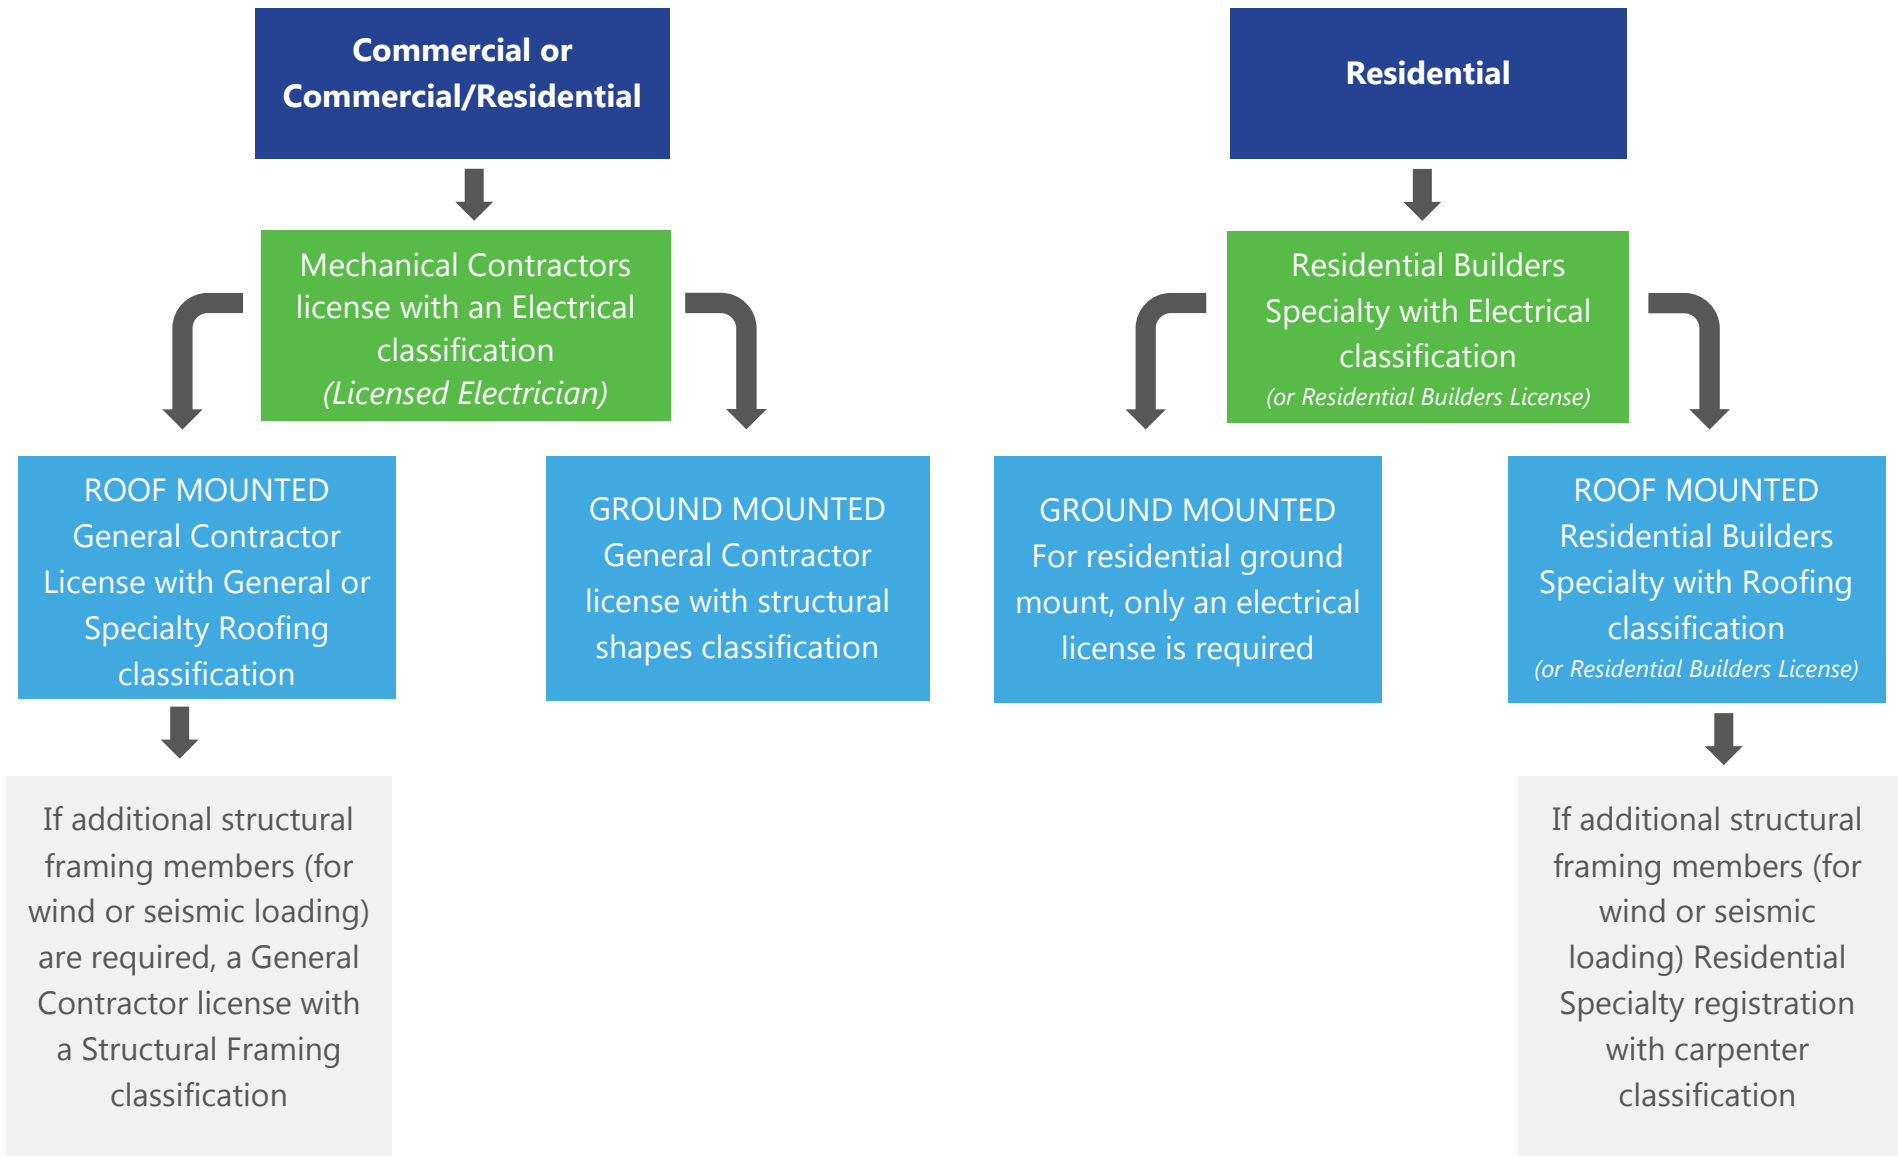 Commercial or
Commercial/Residential
Mechanical Contractors
license with an Electrical
classification
(Licensed Electrician)
ROOF MOUNTED
General Contractor
License with General or
Specialty Roofing
classification
GROUND MOUNTED
General Contractor
license with structural
shapes classification
If additional structural
framing members (for
wind or seismic loading)
are required, a General
Contractor license with
a Structural Framing
classification
Residential
Residential Builders
Specialty with Electrical
classification
(or Residential Builders License)
GROUND MOUNTED
For residential ground
mount, only an electrical
license is required
ROOF MOUNTED
Residential Builders
Specialty with Roofing
classification
(or Residential Builders License)
If additional structural
framing members (for
wind or seismic
loading) Residential
Specialty registration
with carpenter
classification